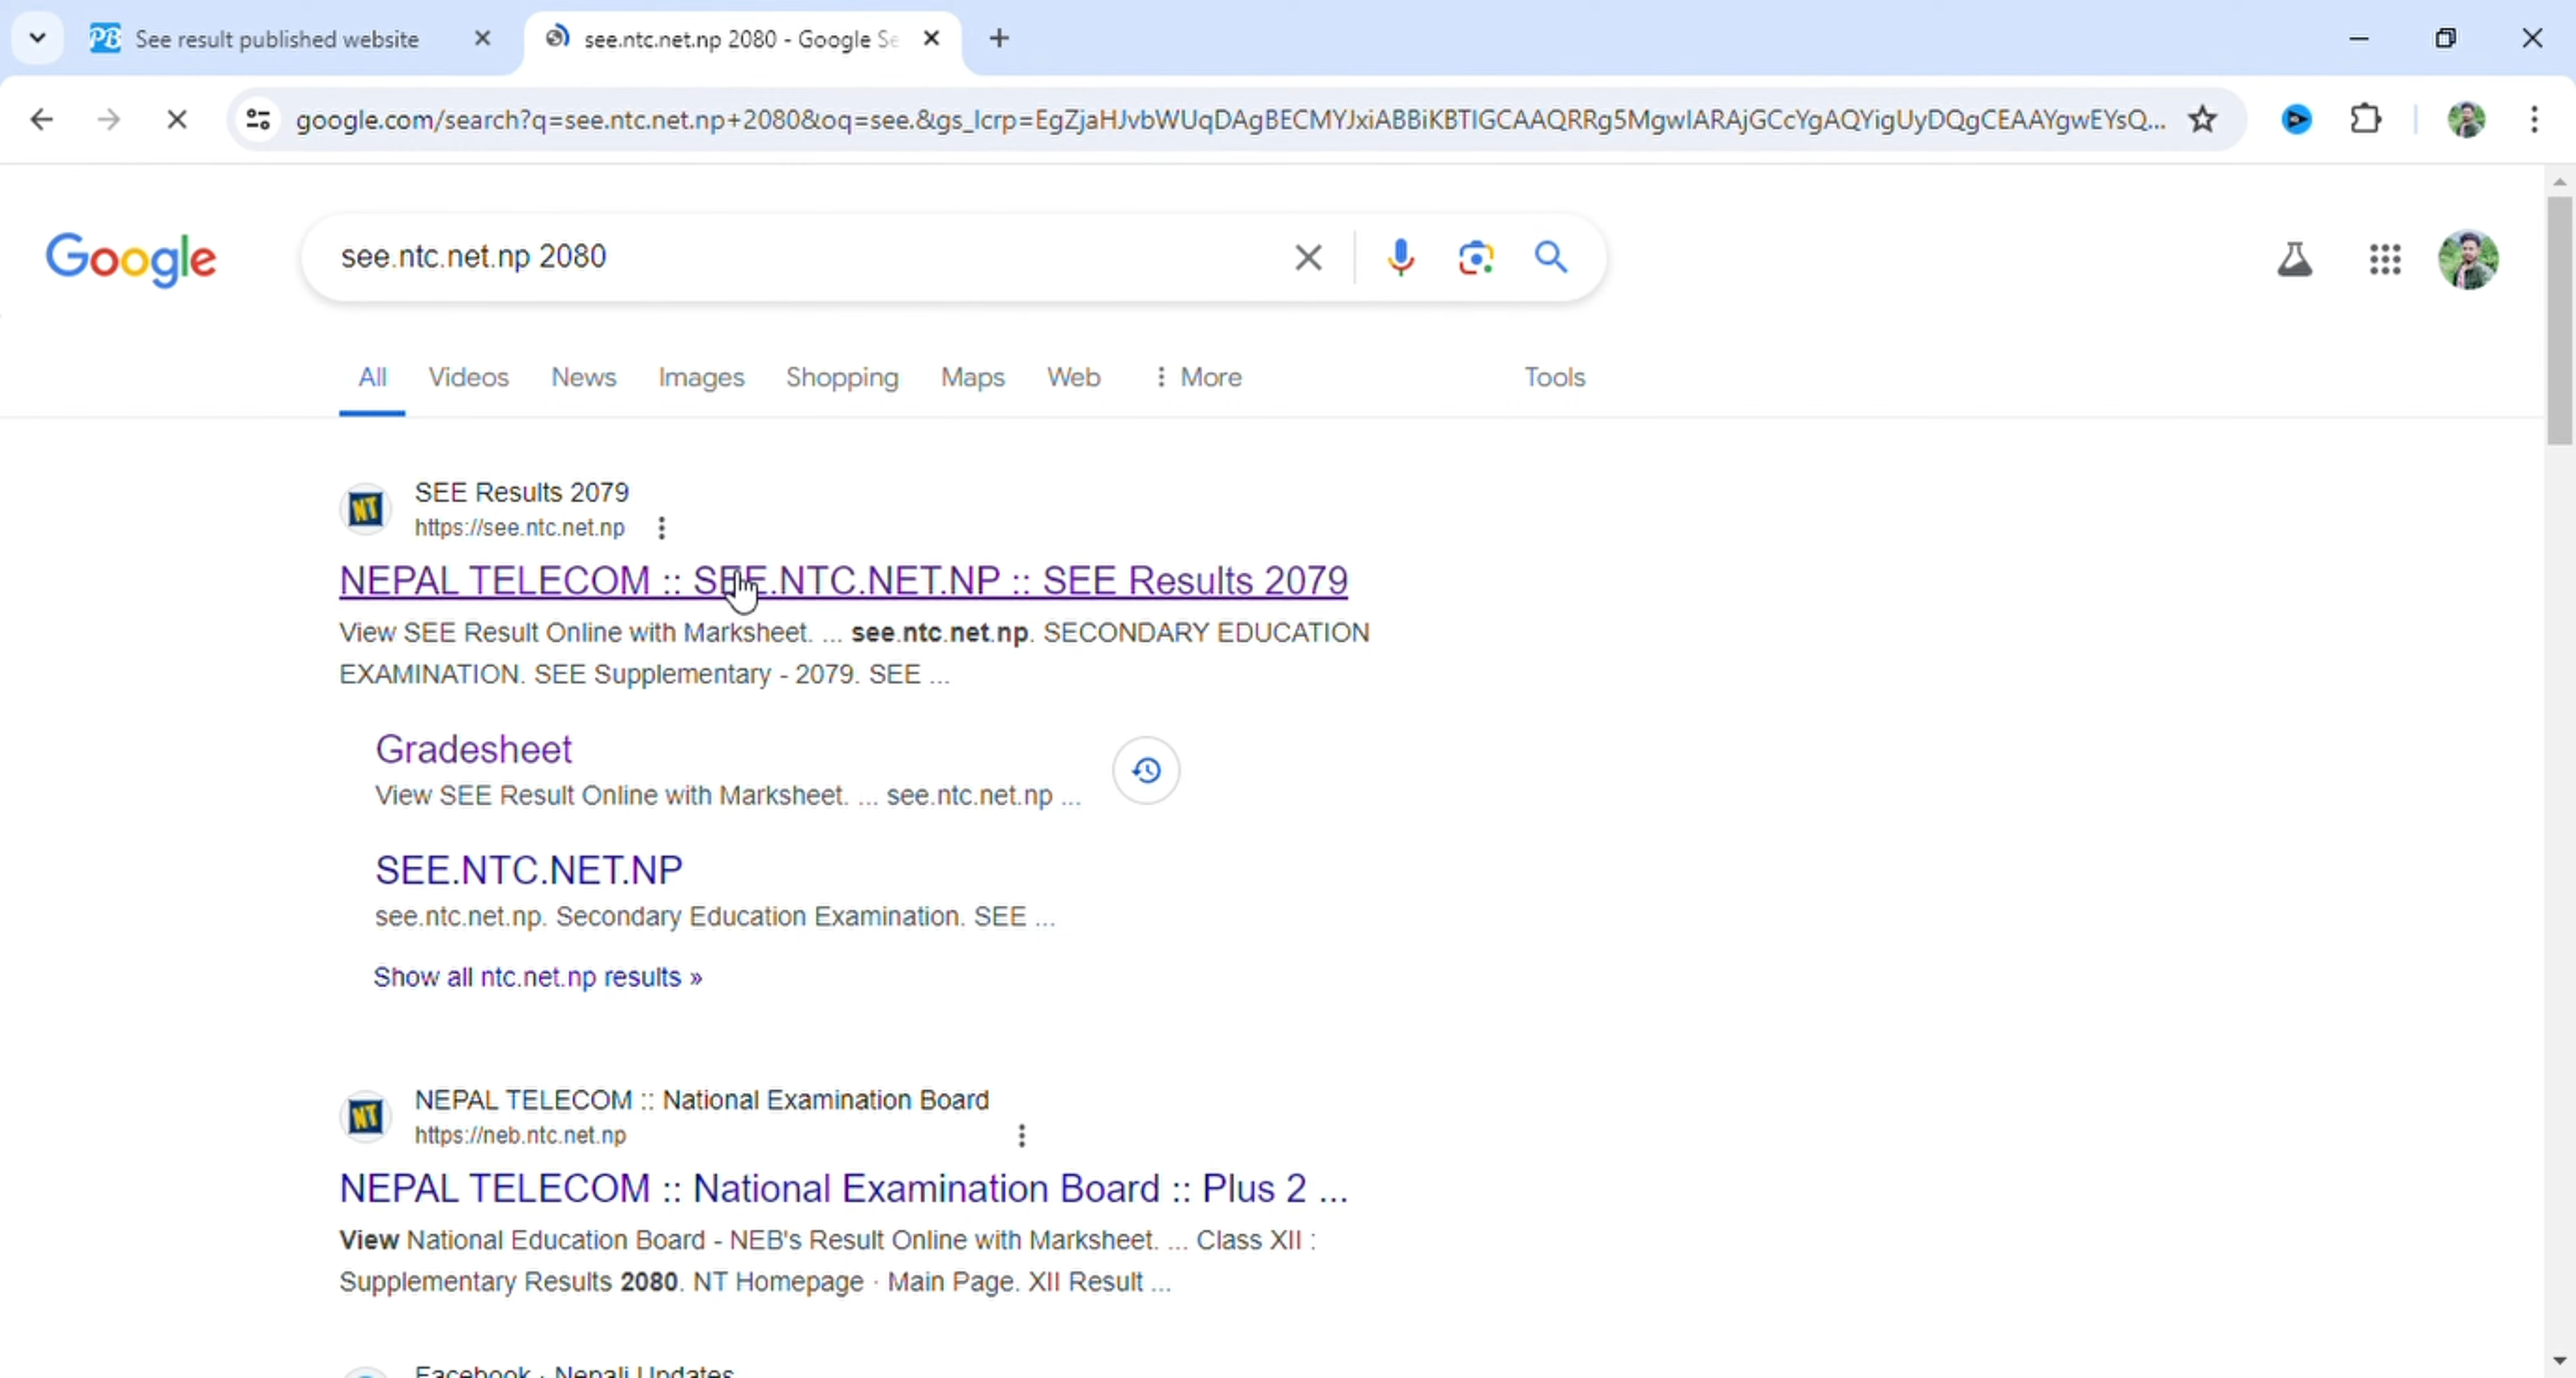 See result published website
see.ntc.net.np 2080 - Google Se
google.com/search?q=see.ntc.net.np+2080&oq=see.&gs_lcrp=EgZjaHJvbWUqDAgBECMYJxiABBiKBTIGCAAQRRg5MgwIARAjGCcYgAQYigUyDQgCEAAYgwEYsQ...
Google
see.ntc.net.np 2080
All Videos News Images Shopping Maps Web More Tools
NT
SEE Results 2079
https://see.ntc.net.np
NEPAL TELECOM :: SEE.NTC.NET.NP :: SEE Results 2079
View SEE Result Online with Marksheet. ... see.ntc.net.np. SECONDARY EDUCATION
EXAMINATION. SEE Supplementary - 2079. SEE ...
Gradesheet
View SEE Result Online with Marksheet. ... see.ntc.net.np ...
SEE.NTC.NET.NP
see.ntc.net.np. Secondary Education Examination. SEE ...
Show all ntc.net.np results »
NT
NEPAL TELECOM :: National Examination Board
https://neb.ntc.net.np
NEPAL TELECOM :: National Examination Board :: Plus 2 ...
View National Education Board - NEB's Result Online with Marksheet. ... Class XII :
Supplementary Results 2080. NT Homepage · Main Page. XII Result ...
Facebook · Nepali Updates